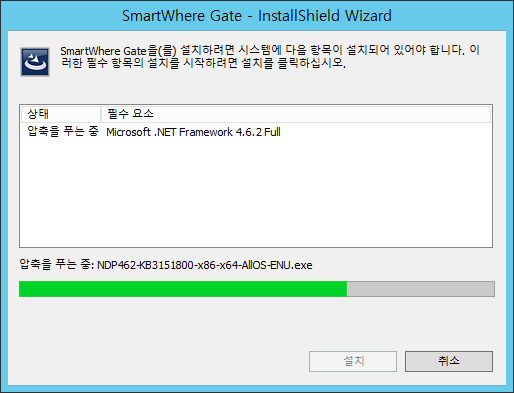 SmartWhere Gate - InstallShield Wizard
SmartWhere Gate을(를) 설치하려면 시스템에 다음 항목이 설치되어 있어야 합니다. 이
러한 필수 항목의 설치를 시작하려면 설치를 클릭하십시오.
상태 필수 요소
압축을 푸는 중 Microsoft .NET Framework 4.6.2 Full
압축을 푸는 중: NDP462-KB3151800-x86-x64-AllOS-ENU.exe
설치 취소